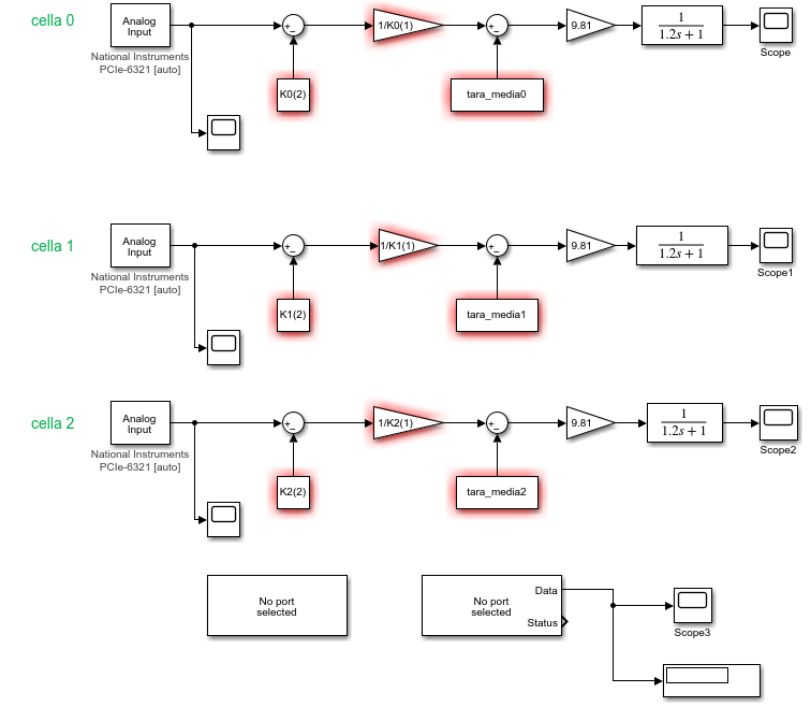 cella 0
Analog
Input
National Instruments
PCIe-6321 [auto]
+
−
K0(2)
1/K0(1)
+
−
tara_media0
9.81
1
1.2s + 1
Scope
cella 1
Analog
Input
National Instruments
PCIe-6321 [auto]
+
−
K1(2)
1/K1(1)
+
−
tara_media1
9.81
1
1.2s + 1
Scope1
cella 2
Analog
Input
National Instruments
PCIe-6321 [auto]
+
−
K2(2)
1/K2(1)
+
−
tara_media2
9.81
1
1.2s + 1
Scope2
No port
selected
No port
selected
Data
Status
Scope3